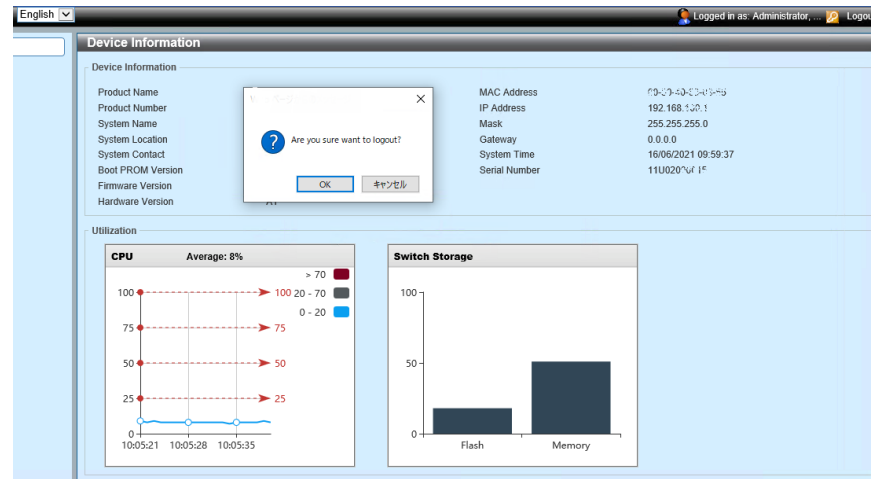 English
Logged in as: Administrator, ...
Logou
Device Information
Device Information
Product Name
MAC Address
Product Number
IP Address 192.168.
System Name
Mask 255.255.255.0
System Location
Gateway 0.0.0.0
System Contact
System Time 16/06/2021 09:59:37
Boot PROM Version
Serial Number 11U020
Firmware Version
Hardware Version
Are you sure want to logout?
OK キャンセル
Utilization
CPU Average: 8%
> 70
20 - 70
0 - 20
100 100
75 75
50 50
25 25
0
10:05:21 10:05:28 10:05:35
Switch Storage
100
50
0
Flash Memory